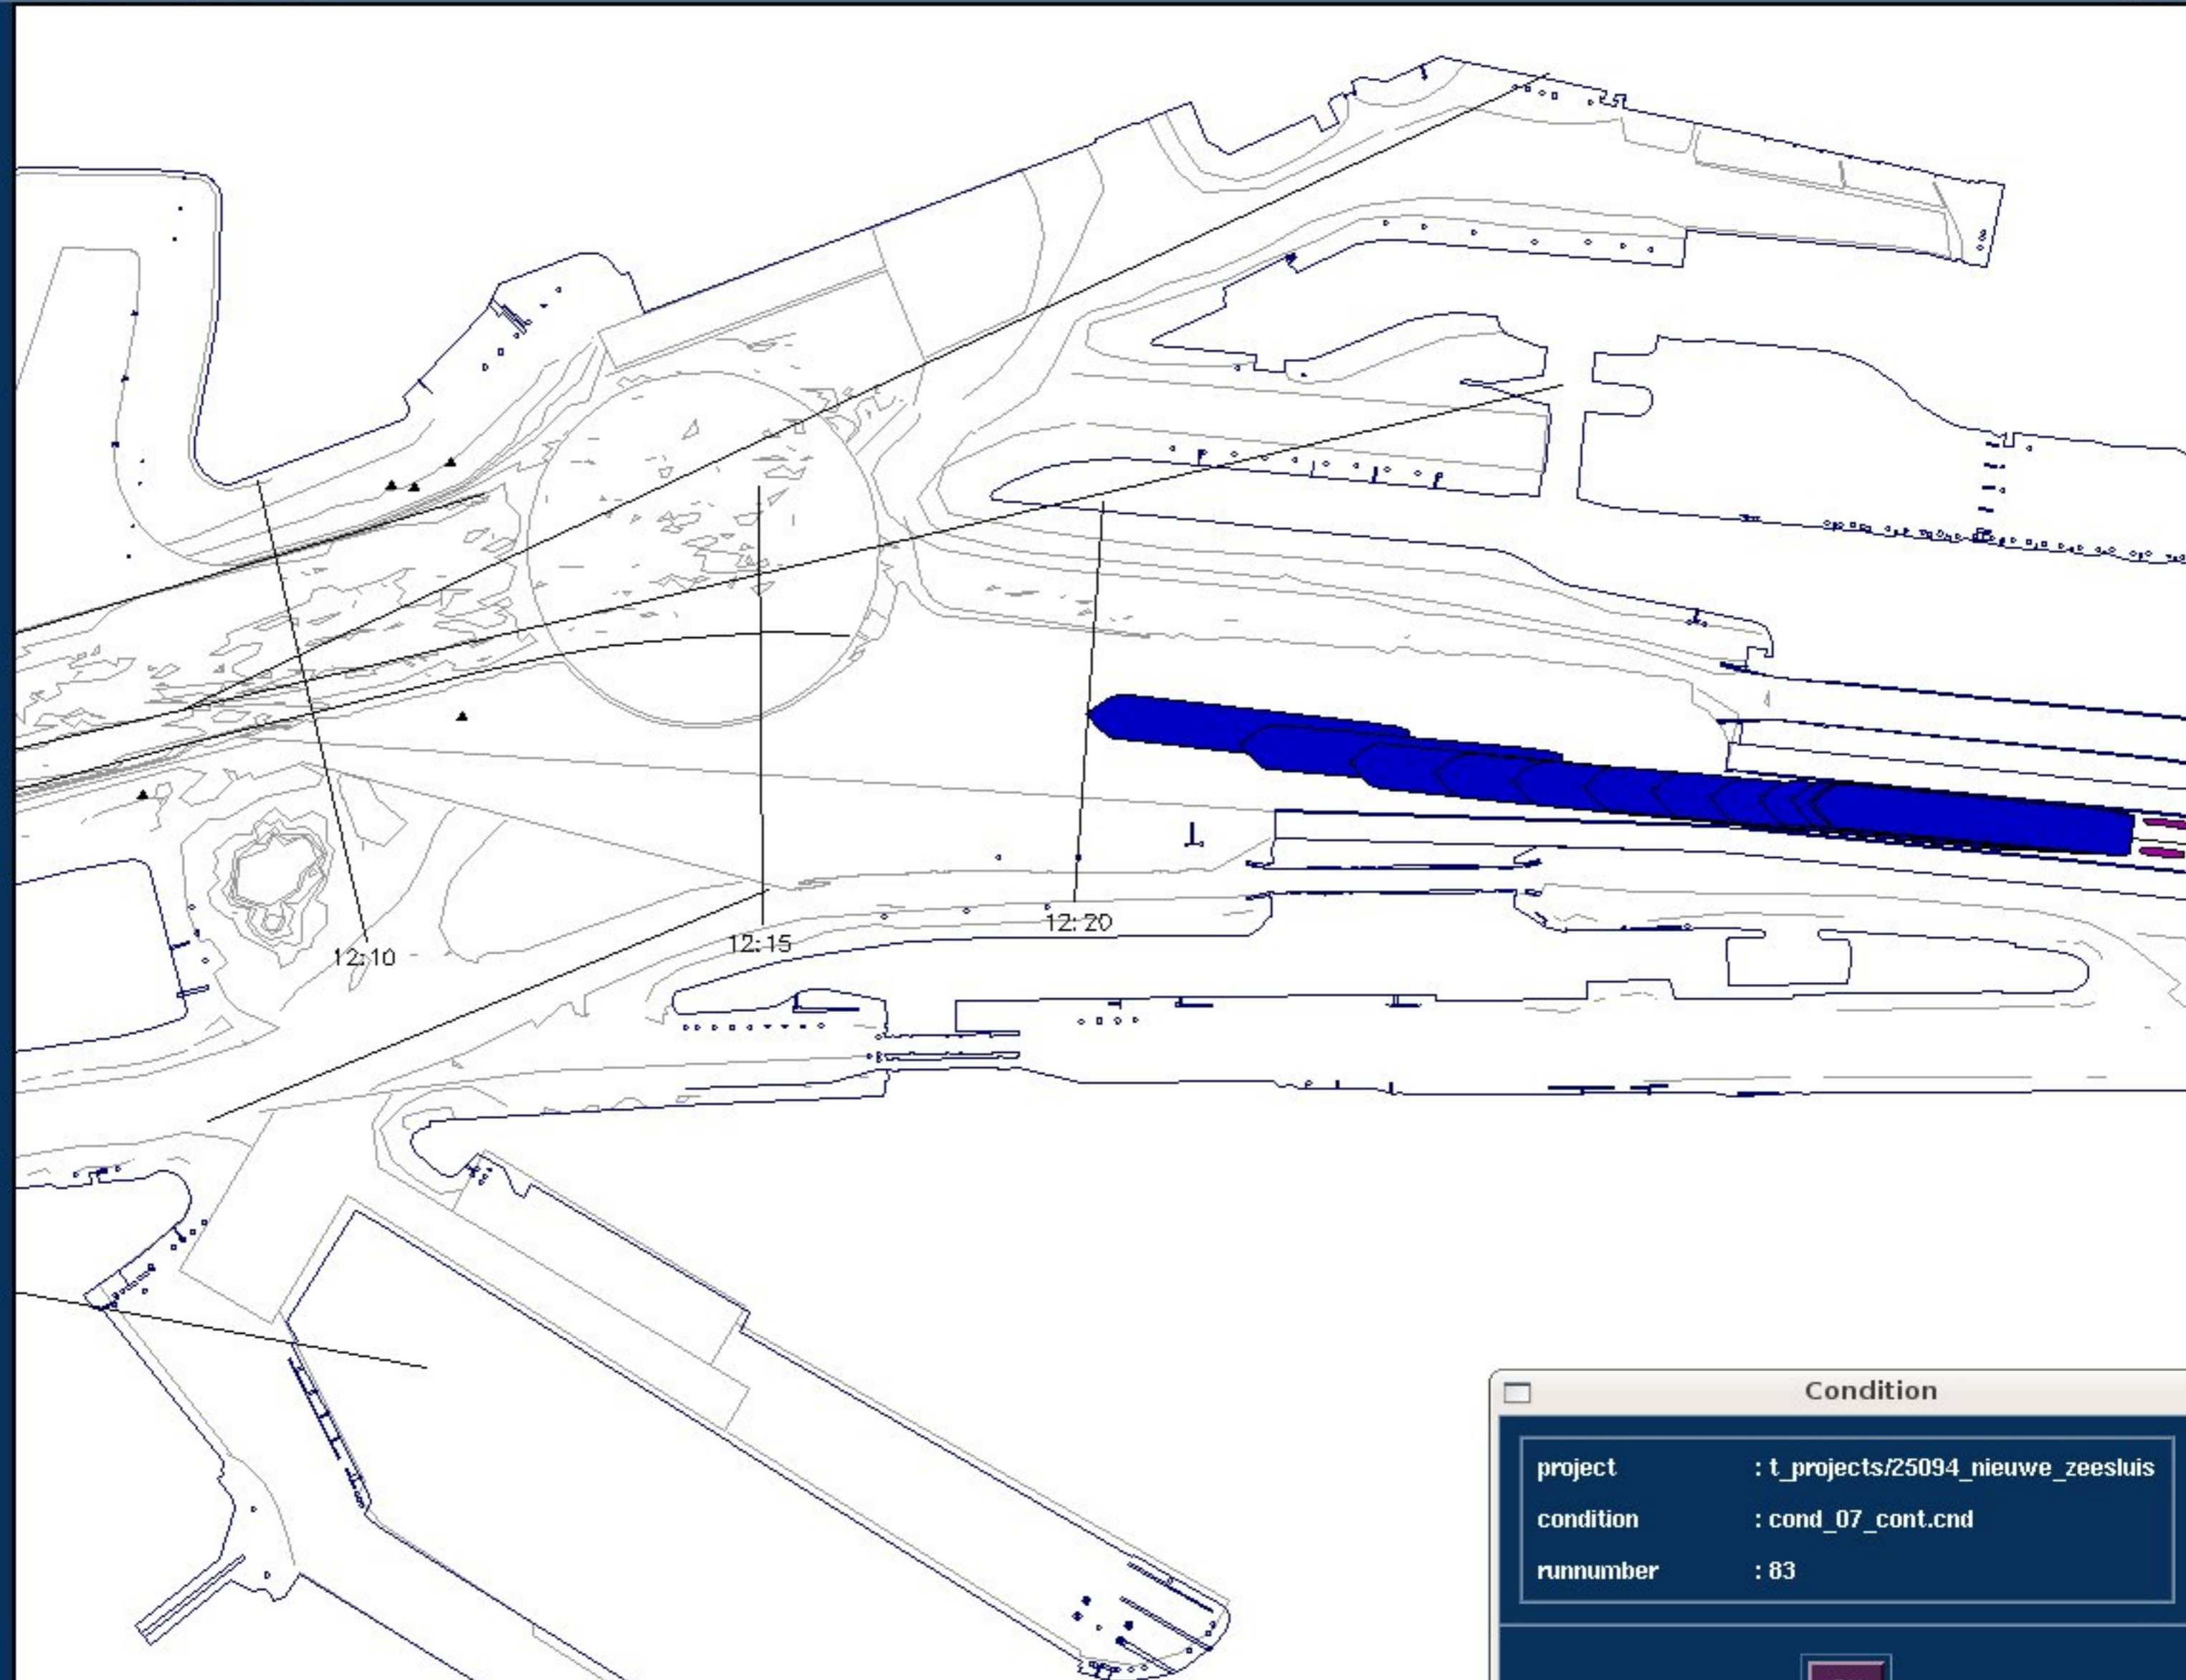 12:10
12:15
12:20
Condition
project : t_projects/25094_nieuwe_zeesluis
condition : cond_07_cont.cnd
runnumber : 83